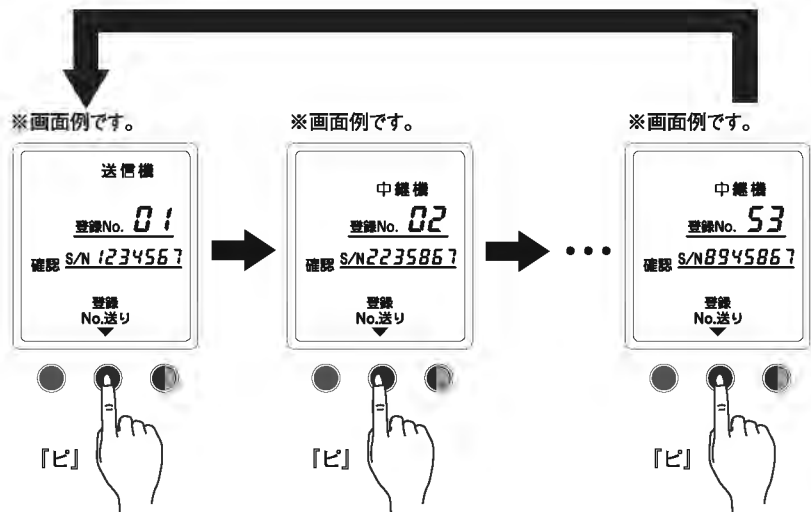 ※画面例です。
送信機
登録No. 01
確認 S/N 1234567
登録
No.送り
『ピ』
※画面例です。
中継機
登録No. 02
確認 S/N2235867
登録
No.送り
『ピ』
※画面例です。
中継機
登録No. 53
確認 S/N8945867
登録
No.送り
『ピ』